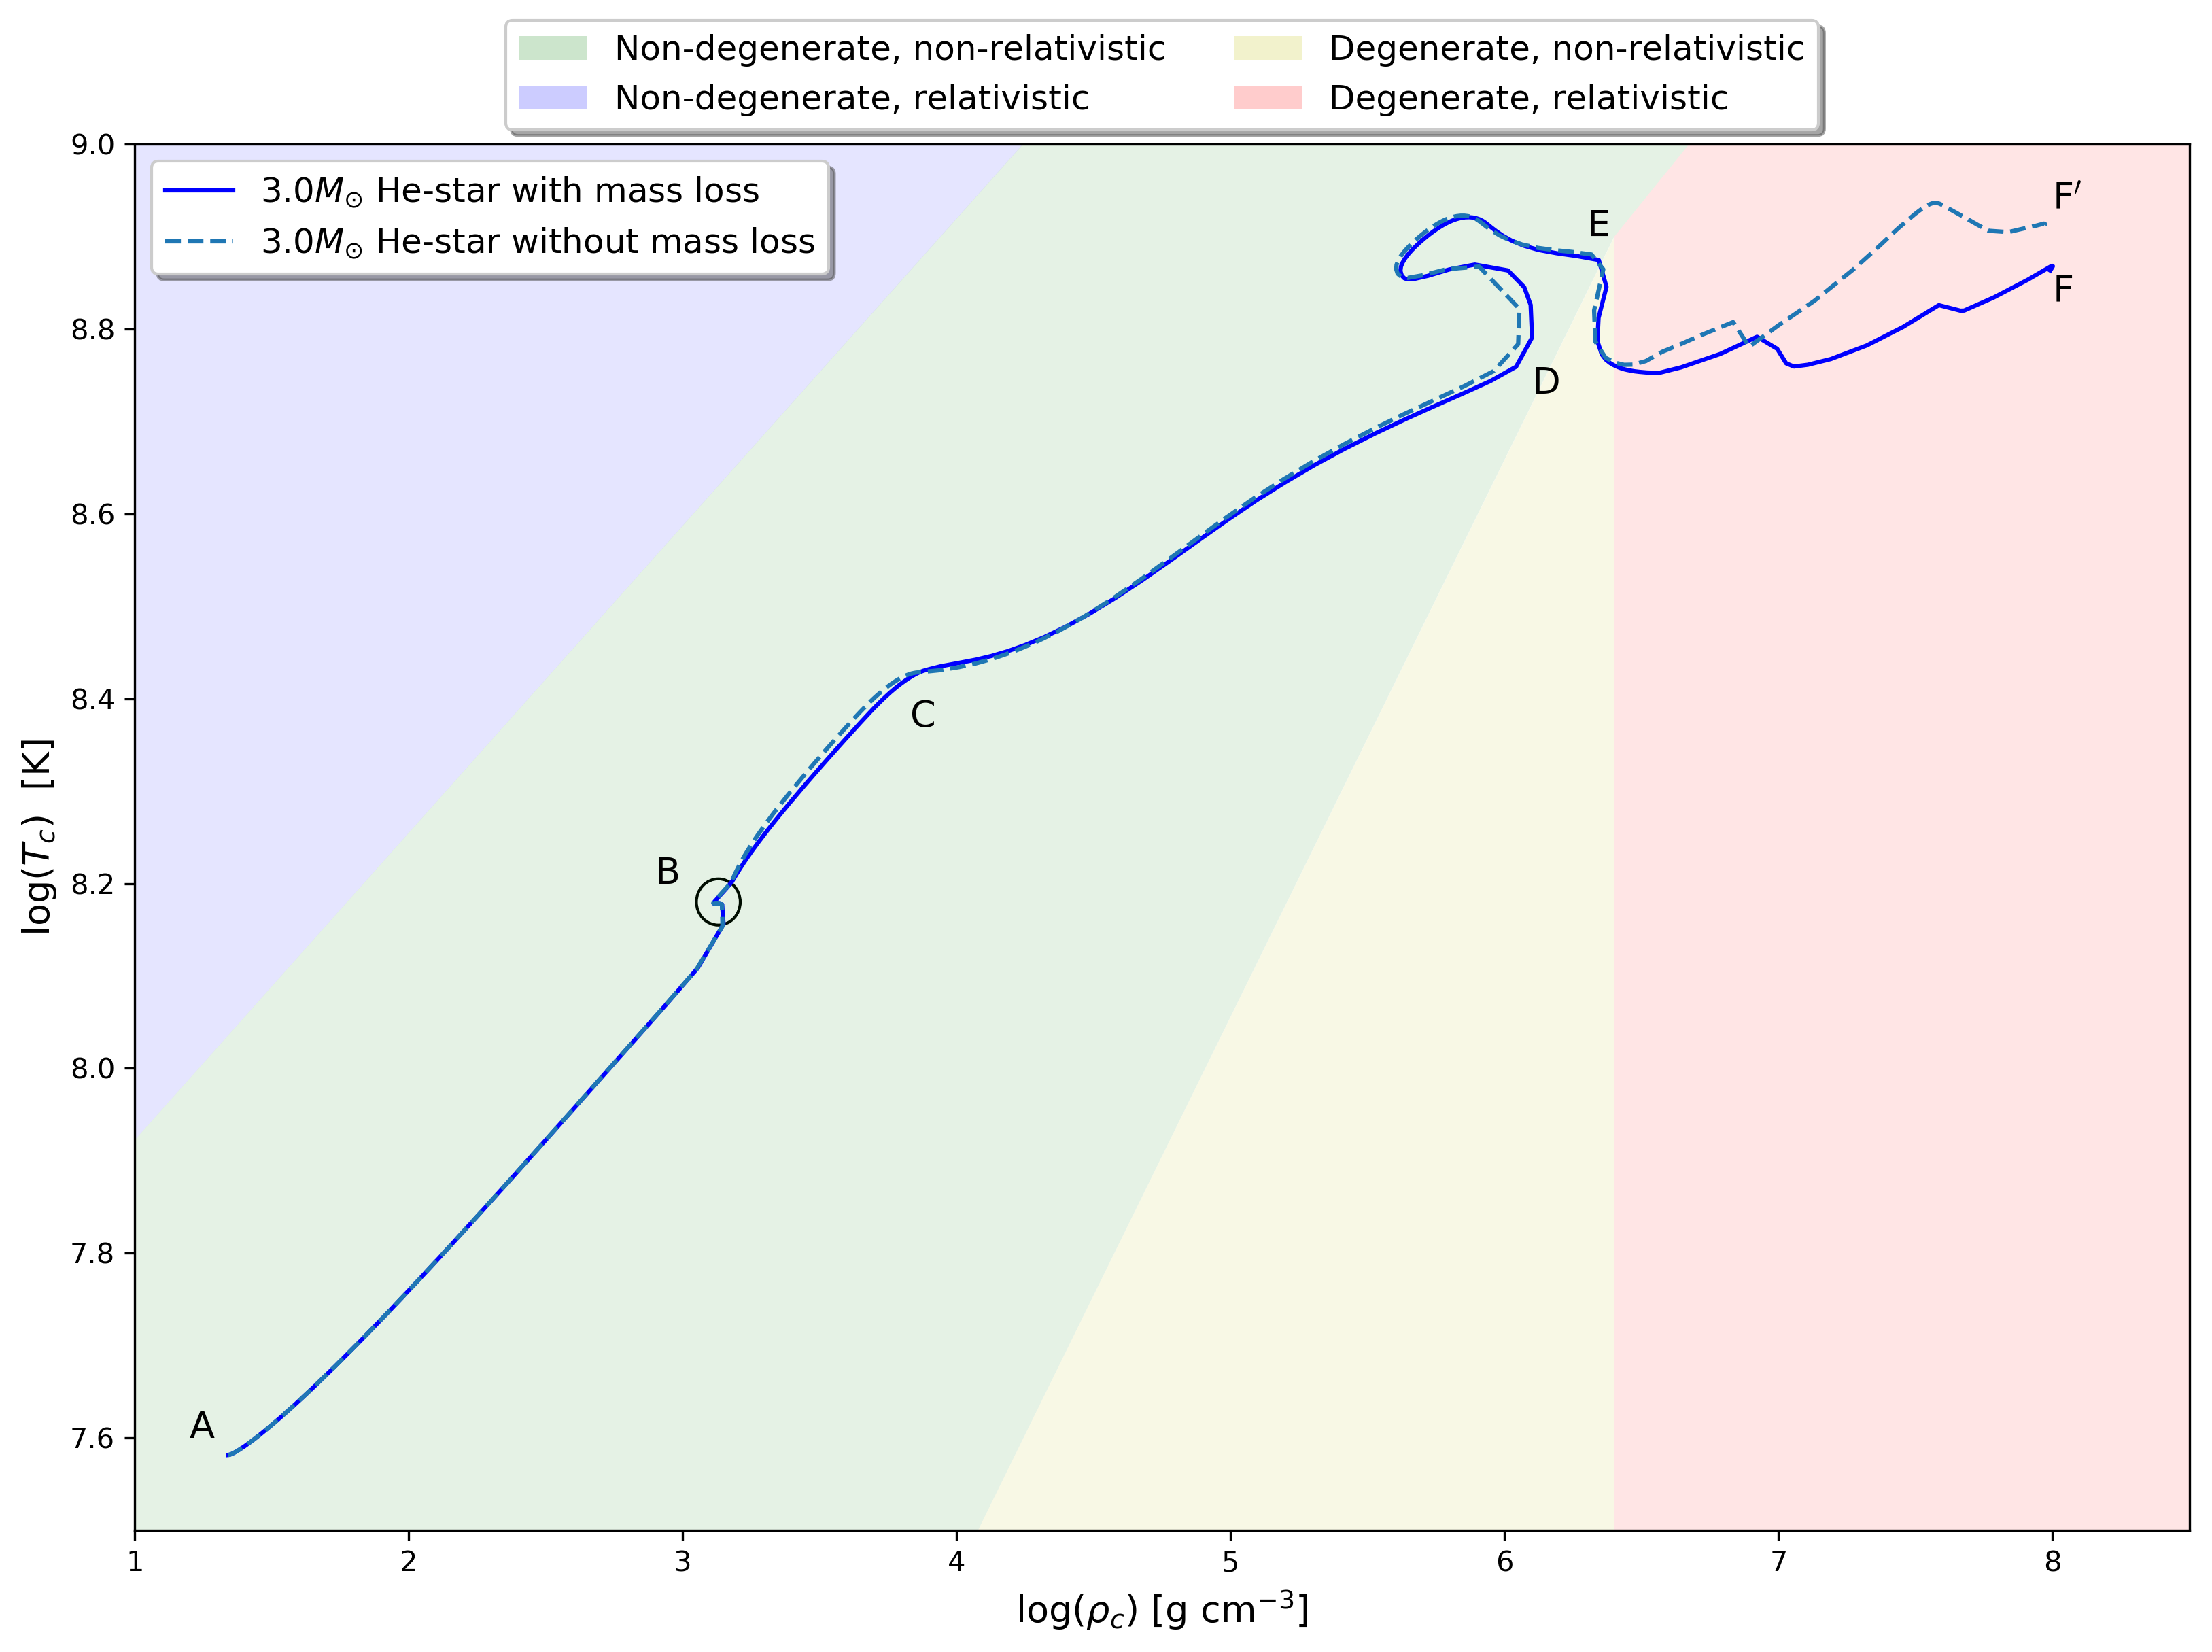 Non-degenerate, non-relativistic
Degenerate, non-relativistic
Non-degenerate, relativistic
Degenerate, relativistic
9.0
3.0M⊙ He-star with mass loss
3.0M⊙ He-star without mass loss
F′
E
F
8.8
D
8.6
8.4
C
log(Tc) [K]
B
8.2
8.0
7.8
A
7.6
1 2 3 4 5 6 7 8
log(ρc) [g cm⁻³]